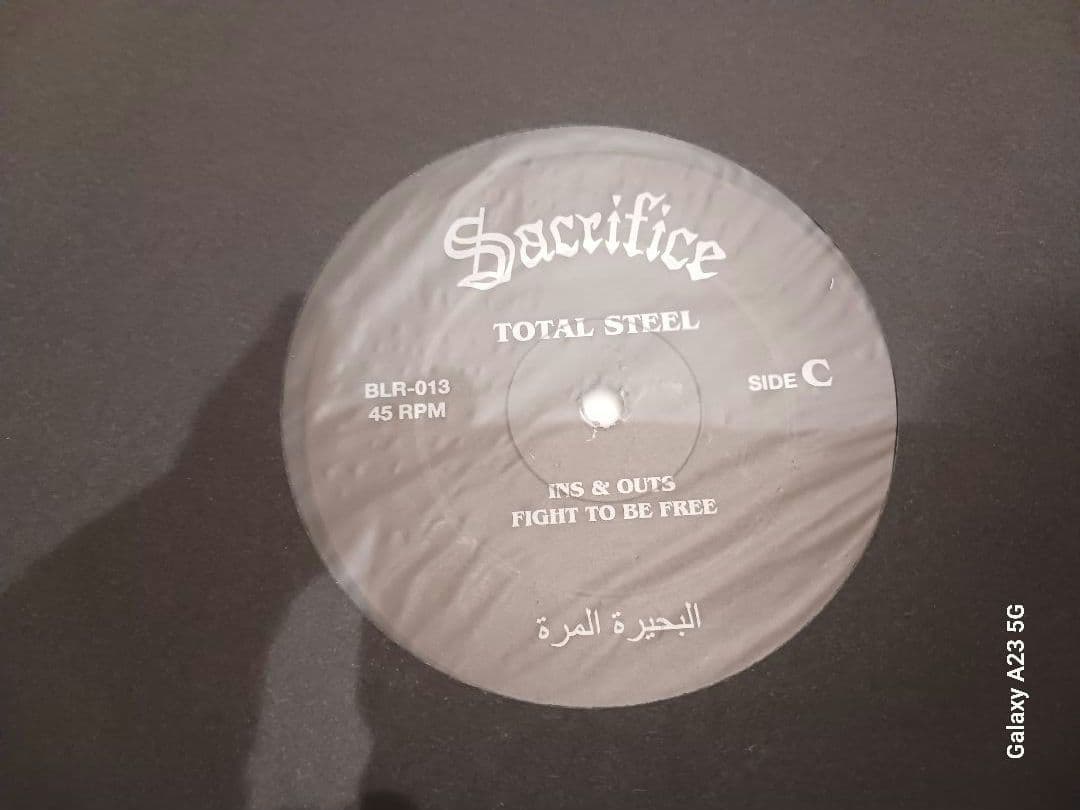 Sacrifice
TOTAL STEEL
BLR-013
45 RPM
SIDE C
INS & OUTS
FIGHT TO BE FREE
البحيرة المرة
Galaxy A23 5G